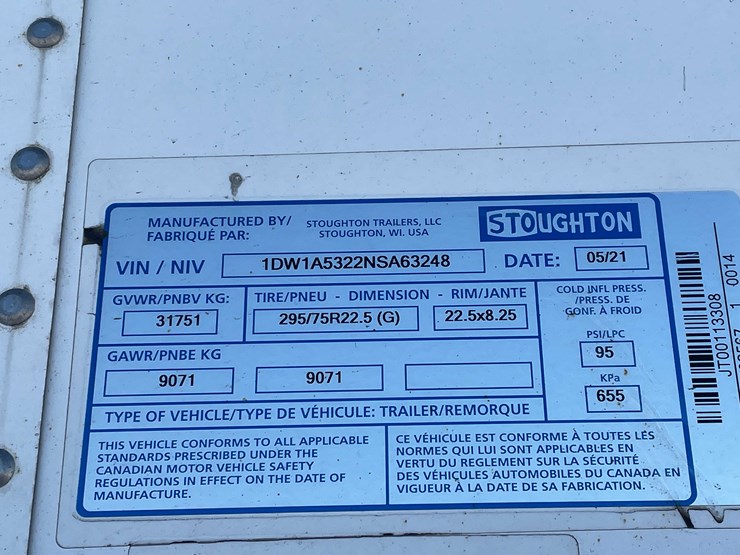 MANUFACTURED BY/
FABRIQUÉ PAR:
STOUGHTON TRAILERS, LLC
STOUGHTON, WI. USA
STOUGHTON
VIN / NIV 1DW1A5322NSA63248 DATE: 05/21
GVWR/PNBV KG: TIRE/PNEU - DIMENSION - RIM/JANTE
31751 295/75R22.5 (G) 22.5x8.25
COLD INFL PRESS.
/PRESS. DE
GONF. À FROID
PSI/LPC
95
KPa
655
GAWR/PNBE KG
9071 9071
TYPE OF VEHICLE/TYPE DE VÉHICULE: TRAILER/REMORQUE
THIS VEHICLE CONFORMS TO ALL APPLICABLE
STANDARDS PRESCRIBED UNDER THE
CANADIAN MOTOR VEHICLE SAFETY
REGULATIONS IN EFFECT ON THE DATE OF
MANUFACTURE.
CE VÉHICULE EST CONFORME À TOUTES LES
NORMES QUI LUI SONT APPLICABLES EN
VERTU DU REGLEMENT SUR LA SÉCURITÉ
DES VÉHICULES AUTOMOBILES DU CANADA EN
VIGUEUR À LA DATE DE SA FABRICATION.
JT00113308
1 0014